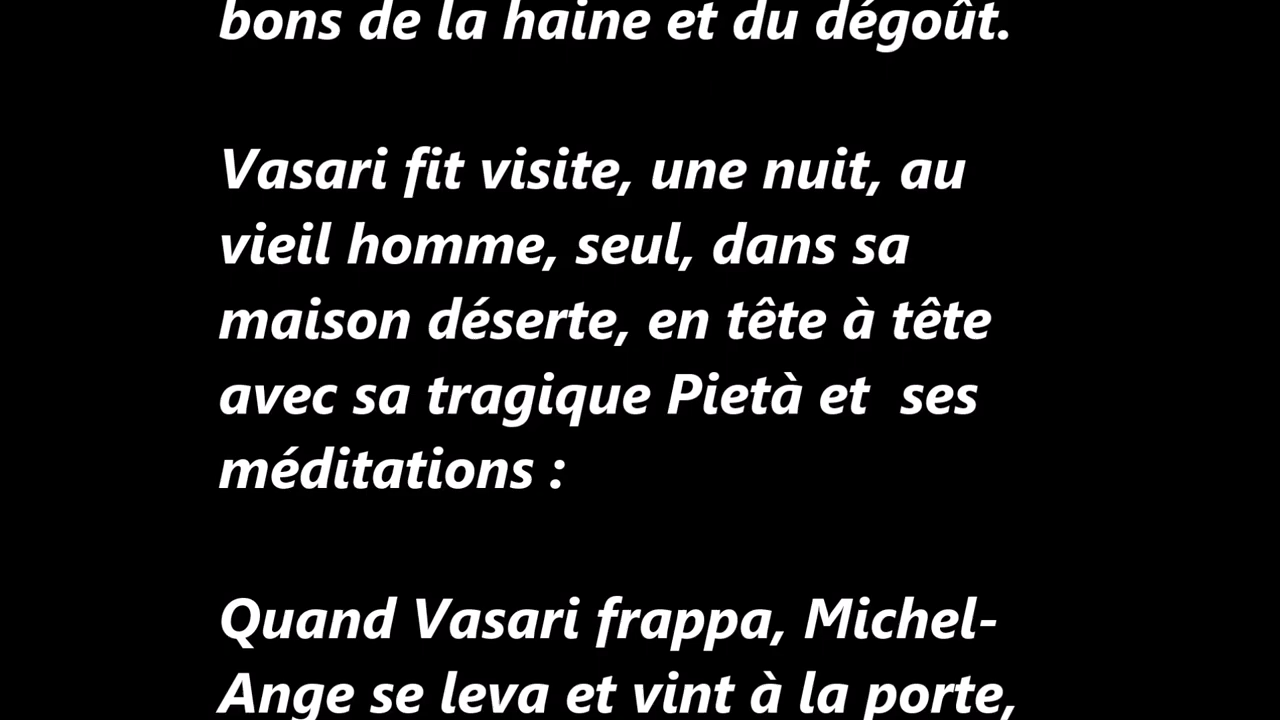 bons de la haine et du dégoût.
Vasari fit visite, une nuit, au
vieil homme, seul, dans sa
maison déserte, en tête à tête
avec sa tragique Pietà et  ses
méditations :
Quand Vasari frappa, Michel-
Ange se leva et vint à la porte,